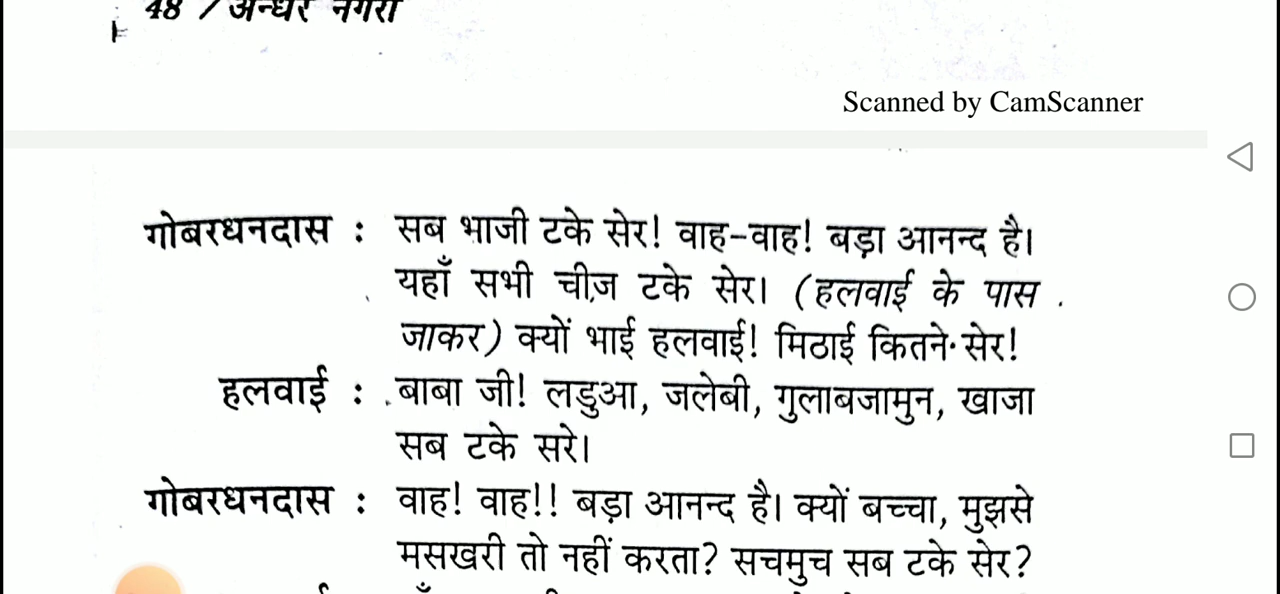 48 / अन्धेर नगरी
Scanned by CamScanner
गोबरधनदास : सब भाजी टके सेर! वाह-वाह! बड़ा आनन्द है।
यहाँ सभी चीज़ टके सेर। (हलवाई के पास
जाकर) क्यों भाई हलवाई! मिठाई कितने सेर!
हलवाई : बाबा जी! लडुआ, जलेबी, गुलाबजामुन, खाजा
सब टके सरे।
गोबरधनदास : वाह! वाह!! बड़ा आनन्द है। क्यों बच्चा, मुझसे
मसखरी तो नहीं करता? सचमुच सब टके सेर?